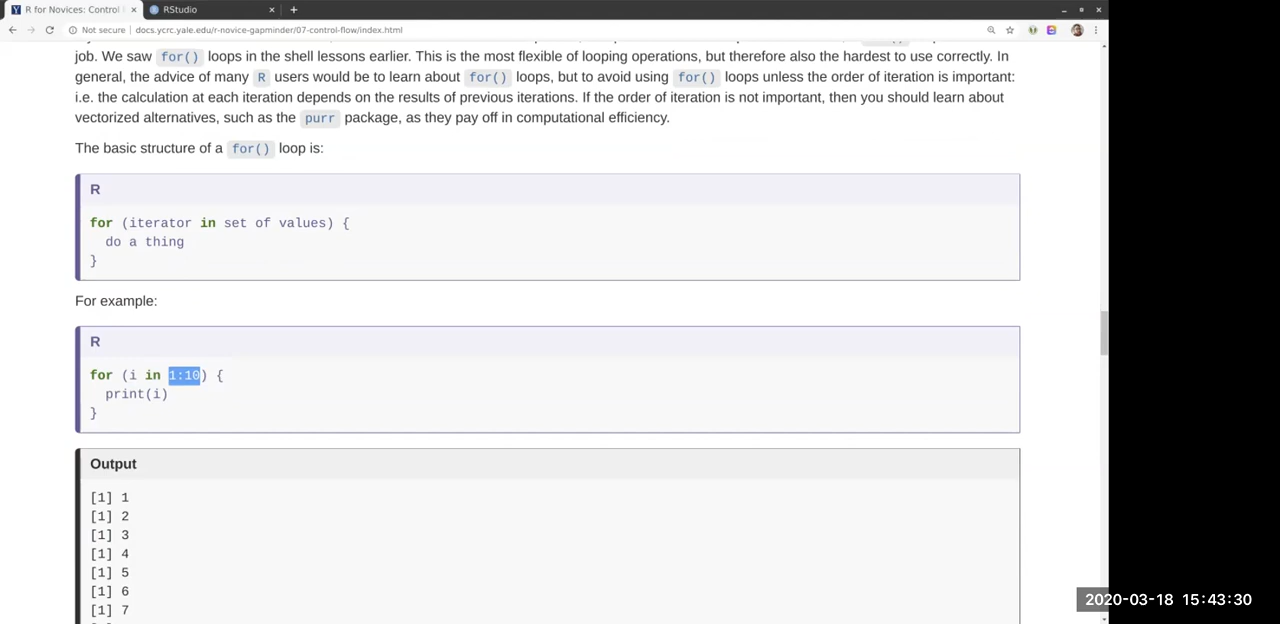 R for Novices: Control
RStudio
Not secure | docs.ycrc.yale.edu/r-novice-gapminder/07-control-flow/index.html
job. We saw for() loops in the shell lessons earlier. This is the most flexible of looping operations, but therefore also the hardest to use correctly. In
general, the advice of many R users would be to learn about for() loops, but to avoid using for() loops unless the order of iteration is important:
i.e. the calculation at each iteration depends on the results of previous iterations. If the order of iteration is not important, then you should learn about
vectorized alternatives, such as the purr package, as they pay off in computational efficiency.
The basic structure of a for() loop is:
R
for (iterator in set of values) {
do a thing
}
For example:
R
for (i in 1:10) {
print(i)
}
Output
[1] 1
[1] 2
[1] 3
[1] 4
[1] 5
[1] 6
[1] 7
2020-03-18 15:43:30